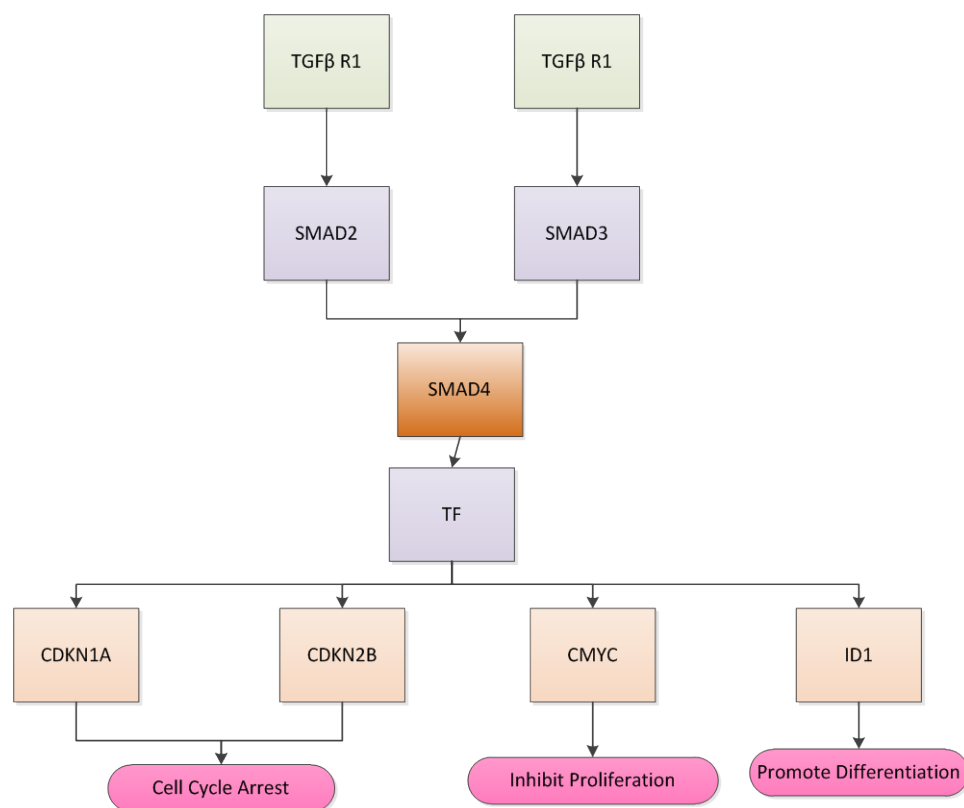 TGFβ R1
TGFβ R1
SMAD2
SMAD3
SMAD4
TF
CDKN1A
CDKN2B
CMYC
ID1
Cell Cycle Arrest
Inhibit Proliferation
Promote Differentiation